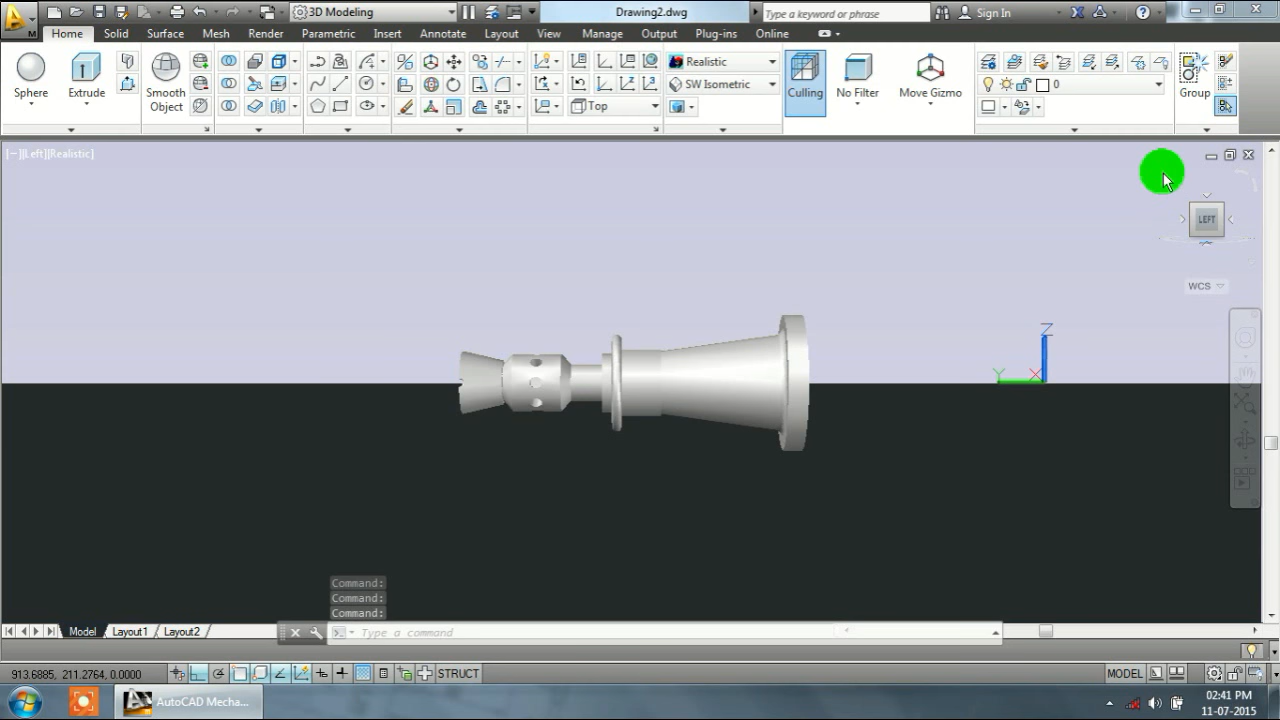 3D Modeling Drawing2.dwg Type a keyword or phrase Sign In
M Home Solid Surface Mesh Render Parametric Insert Annotate Layout View Manage Output Plug-ins Online
Realistic
SW Isometric 0
Sphere Extrude Smooth Object Top Culling No Filter Move Gizmo Group
[−][Left][Realistic]
LEFT
WCS
Z
Y X
Command:
Command:
Command:
Model Layout1 Layout2 Type a command
913.6885, 211.2764, 0.0000 STRUCT MODEL
AutoCAD Mecha... 02:41 PM
11-07-2015